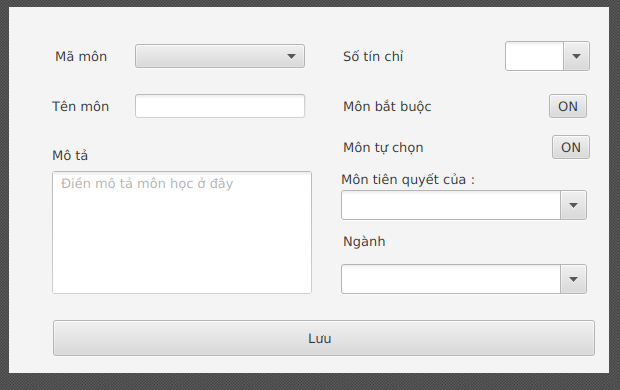 Mã môn
Số tín chỉ
Tên môn
Môn bắt buộc
ON
Môn tự chọn
ON
Mô tả
Điền mô tả môn học ở đây
Môn tiên quyết của :
Ngành
Lưu